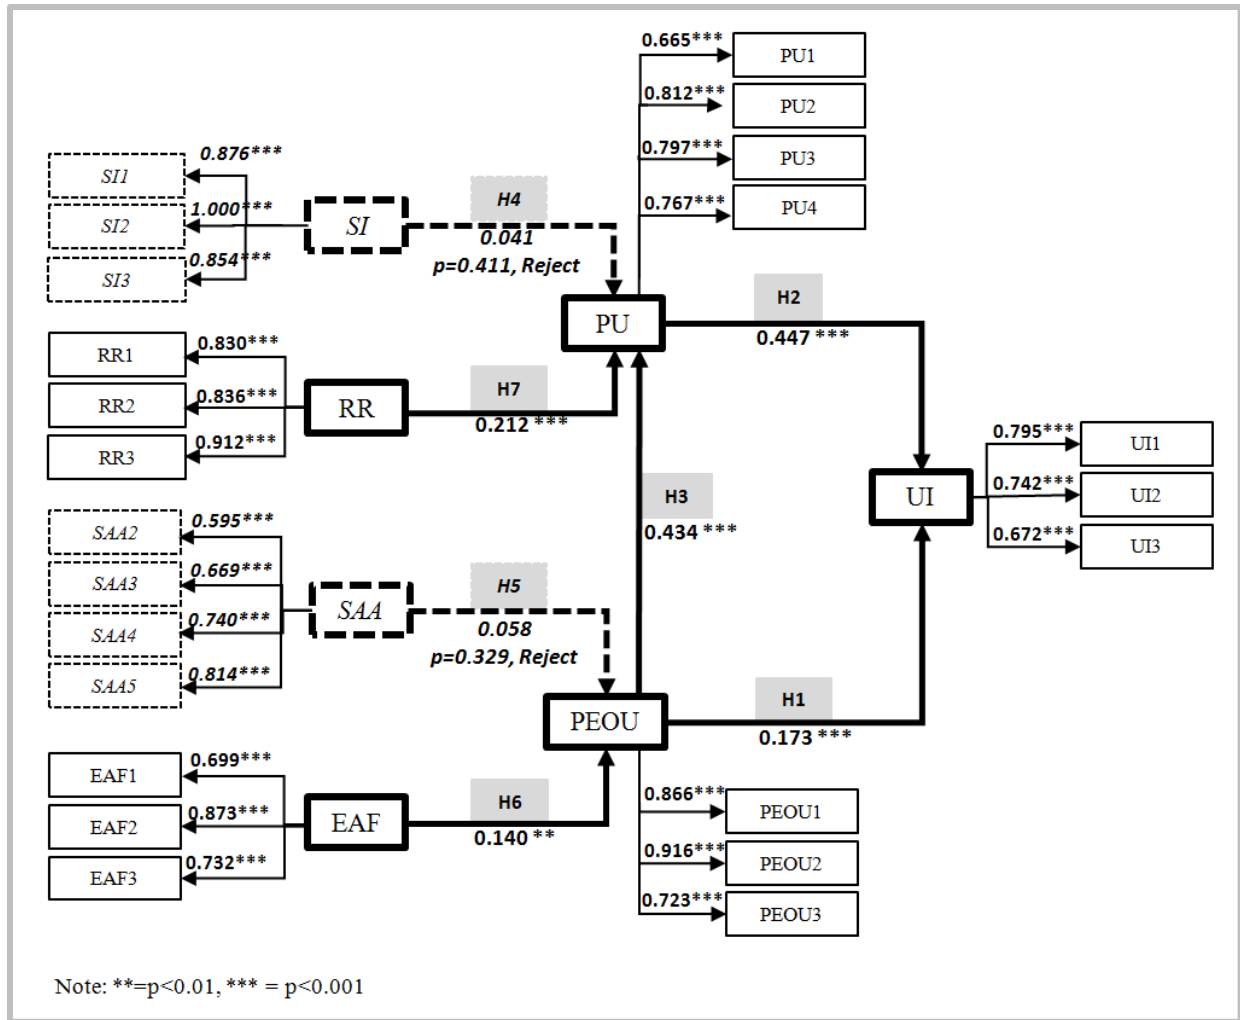 0.665***
PU1
0.812***
PU2
0.797***
PU3
0.767***
PU4
0.876***
SI1
1.000***
SI2
0.854***
SI3
SI
H4
0.041
p=0.411, Reject
PU
H2
0.447 ***
RR1
0.830***
RR2
0.836***
RR3
0.912***
RR
H7
0.212 ***
H3
0.434 ***
UI
0.795***
UI1
0.742***
UI2
0.672***
UI3
SAA2
0.595***
SAA3
0.669***
SAA4
0.740***
SAA5
0.814***
SAA
H5
0.058
p=0.329, Reject
PEOU
H1
0.173 ***
EAF1
0.699***
EAF2
0.873***
EAF3
0.732***
EAF
H6
0.140 **
0.866***
PEOU1
0.916***
PEOU2
0.723***
PEOU3
Note: **=p<0.01, *** = p<0.001